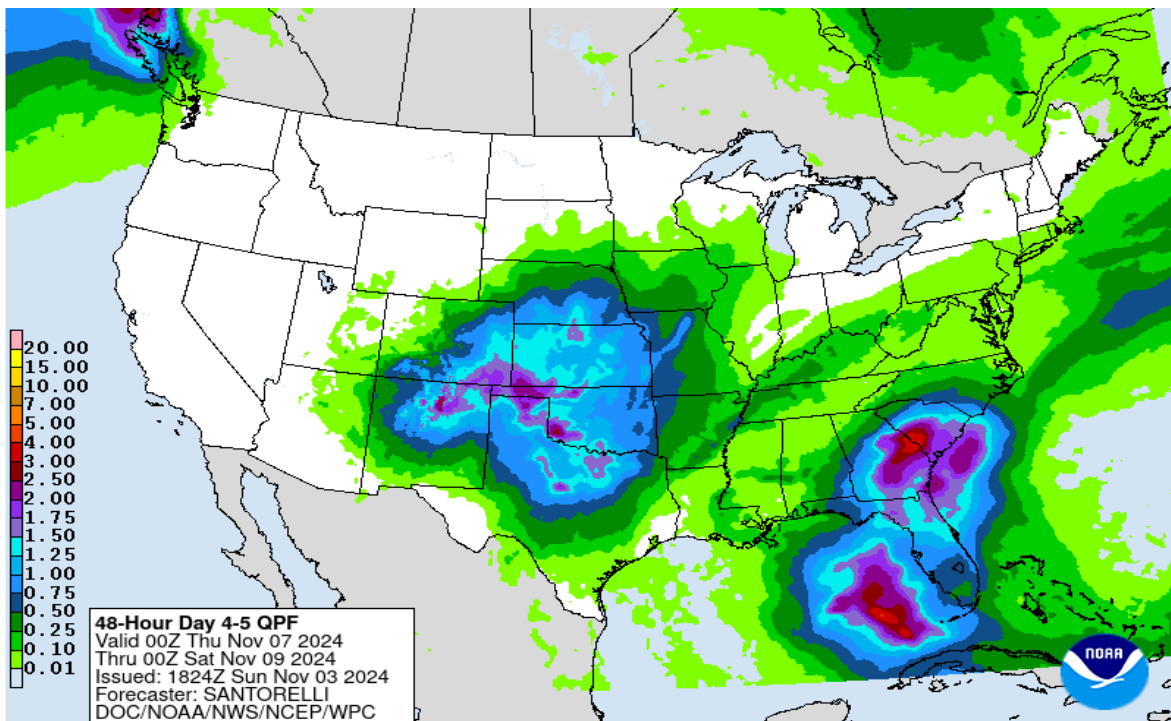 20.00
15.00
10.00
7.00
5.00
4.00
3.00
2.50
2.00
1.75
1.50
1.25
1.00
0.75
0.50
0.25
0.10
0.01
48-Hour Day 4-5 QPF
Valid 00Z Thu Nov 07 2024
Thru 00Z Sat Nov 09 2024
Issued: 1824Z Sun Nov 03 2024
Forecaster: SANTORELLI
DOC/NOAA/NWS/NCEP/WPC
NOAA